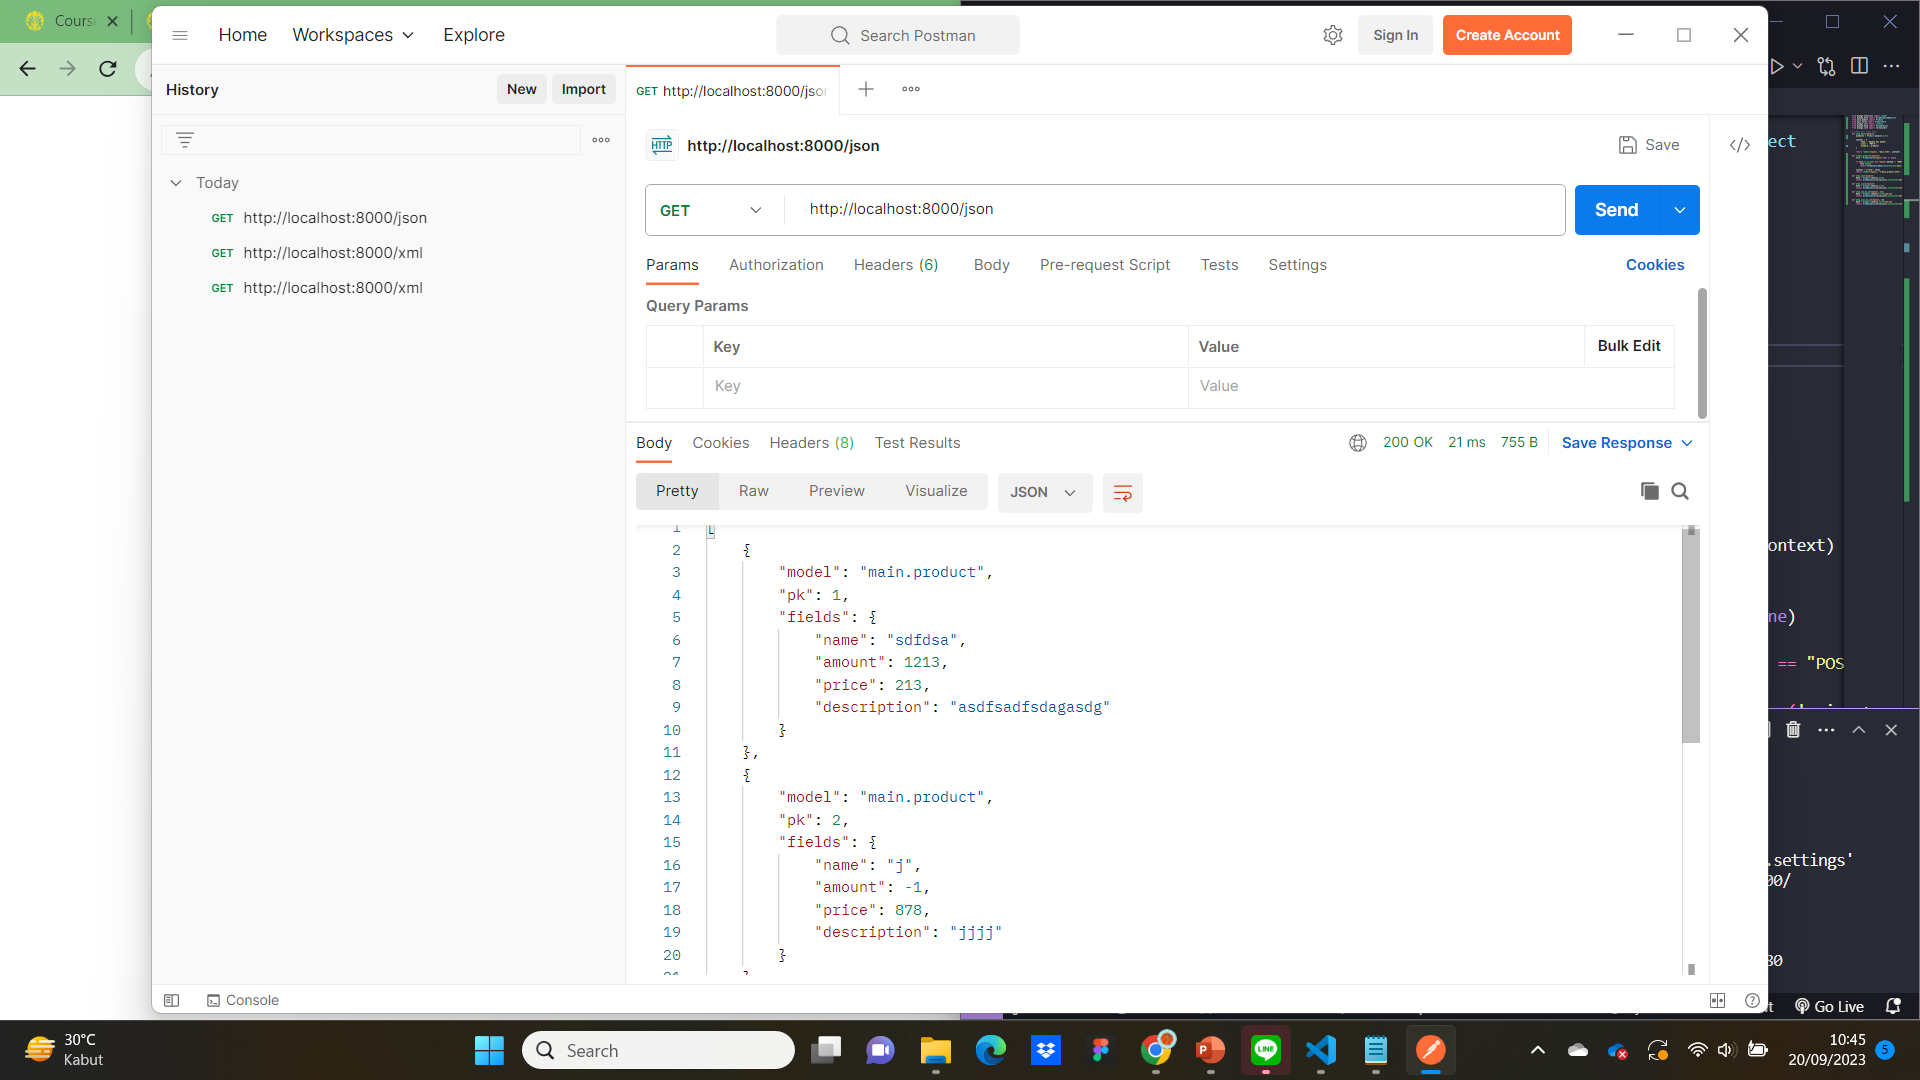 Cours
Home
Workspaces
Explore
Search Postman
Sign In
Create Account
History
New
Import
GET http://localhost:8000/jso
http://localhost:8000/json
Save
Today
GET http://localhost:8000/json
GET http://localhost:8000/xml
GET http://localhost:8000/xml
GET
http://localhost:8000/json
Send
Params
Authorization
Headers (6)
Body
Pre-request Script
Tests
Settings
Cookies
Query Params
Key
Value
Bulk Edit
Key
Value
Body
Cookies
Headers (8)
Test Results
200 OK
21 ms
755 B
Save Response
Pretty
Raw
Preview
Visualize
JSON
1 [
2 {
3 "model": "main.product",
4 "pk": 1,
5 "fields": {
6 "name": "sdfdsa",
7 "amount": 1213,
8 "price": 213,
9 "description": "asdfsadfsdagasdg"
10 }
11 },
12 {
13 "model": "main.product",
14 "pk": 2,
15 "fields": {
16 "name": "j",
17 "amount": -1,
18 "price": 878,
19 "description": "jjjj"
20 }
Console
ect
ontext)
ne)
== "POS
.settings'
00/
Go Live
30°C
Kabut
Search
10:45
20/09/2023
5